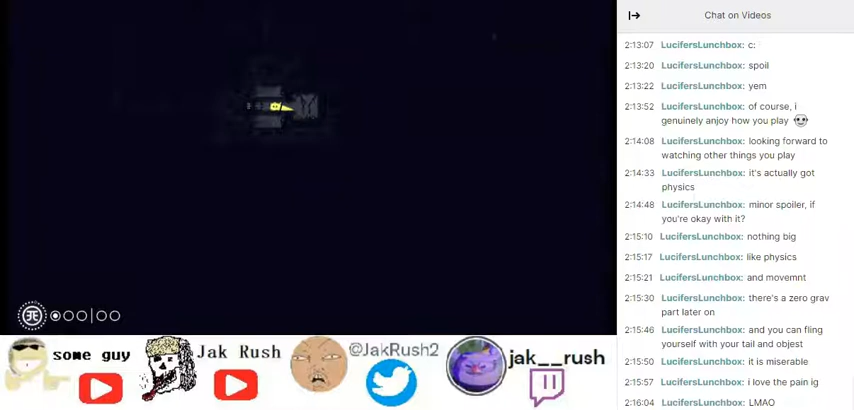 Chat on Videos
2:13:07 LucifersLunchbox: c:
2:13:20 LucifersLunchbox: spoil
2:13:22 LucifersLunchbox: yem
2:13:52 LucifersLunchbox: of course, i
genuinely anjoy how you play
2:14:08 LucifersLunchbox: looking forward to
watching other things you play
2:14:33 LucifersLunchbox: it's actually got
physics
2:14:48 LucifersLunchbox: minor spoiler, if
you're okay with it?
2:15:10 LucifersLunchbox: nothing big
2:15:17 LucifersLunchbox: like physics
2:15:21 LucifersLunchbox: and movemnt
2:15:30 LucifersLunchbox: there's a zero grav
part later on
2:15:46 LucifersLunchbox: and you can fling
yourself with your tail and objest
2:15:50 LucifersLunchbox: it is miserable
2:15:57 LucifersLunchbox: i love the pain ig
2:16:04 LucifersLunchbox: LMAO
some guy
Jak Rush
@JakRush2
jak__rush